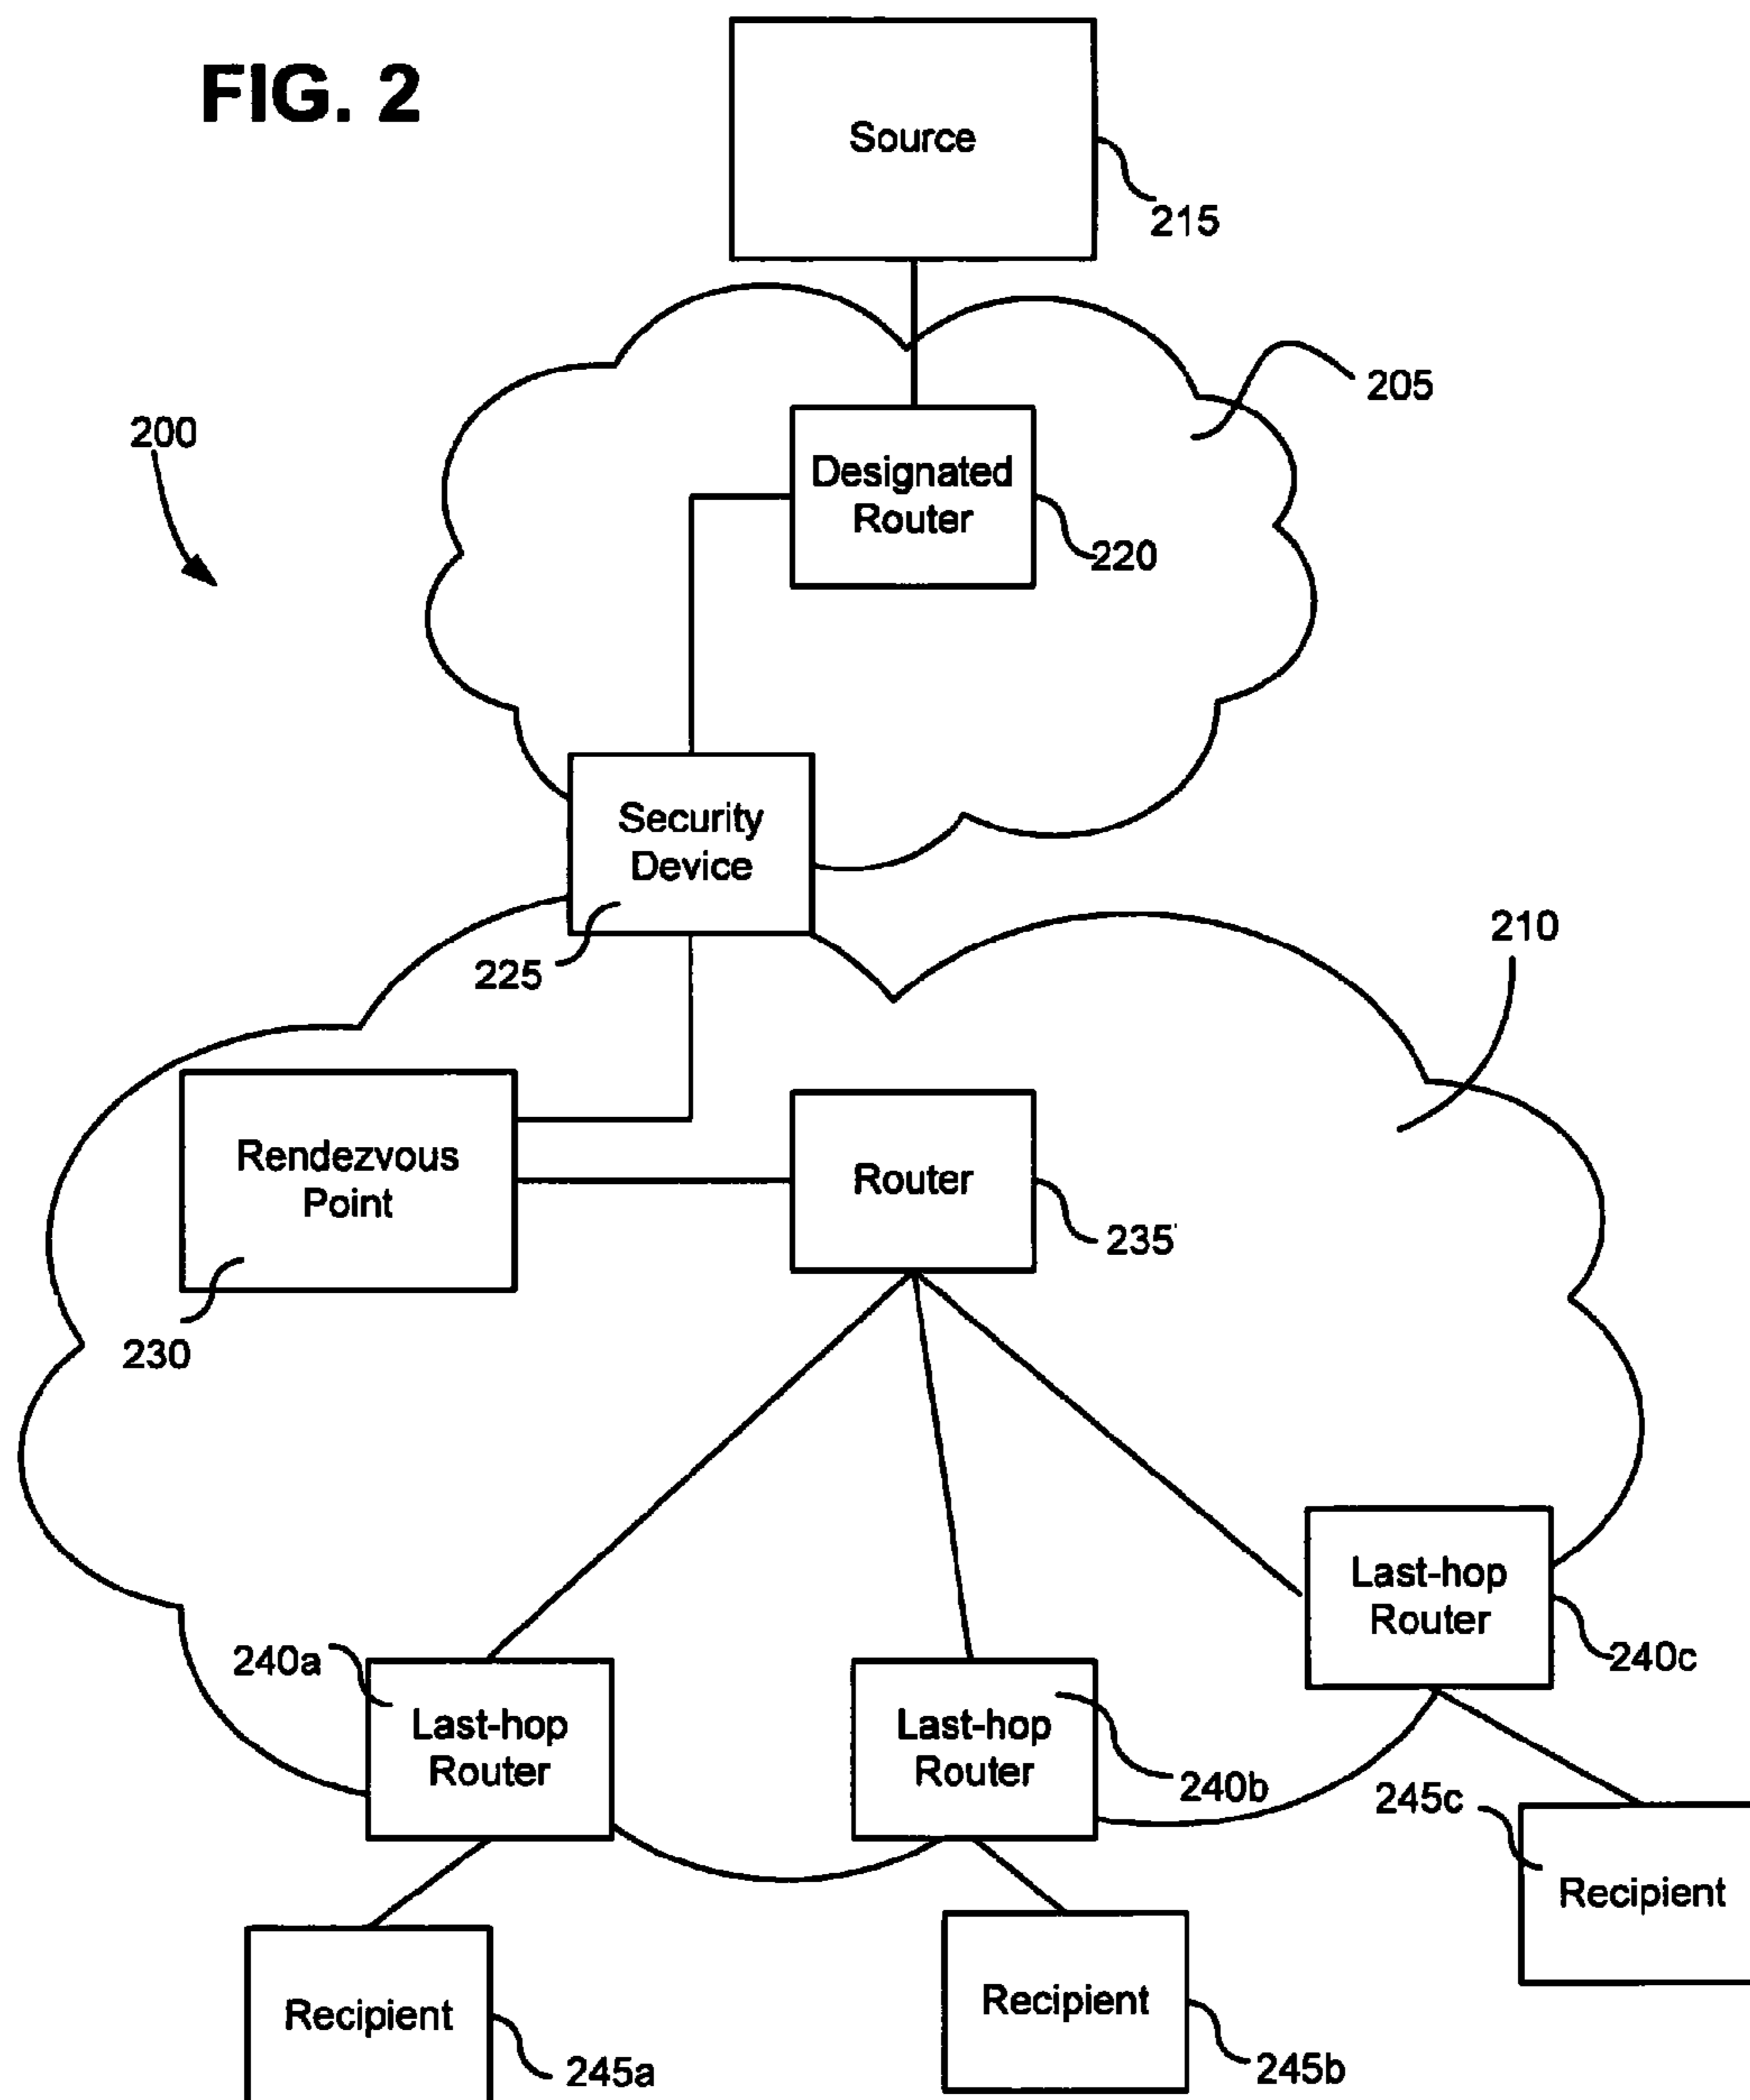 FIG. 2
Source
215
205
200
Designated
Router
220
Security
Device
225
210
Rendezvous
Point
Router
235
230
Last-hop
Router
240c
240a
Last-hop
Router
Last-hop
Router
240b
245c
Recipient
Recipient
245a
Recipient
245b